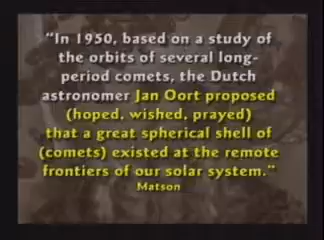 "In 1950, based on a study of
the orbits of several long-
period comets, the Dutch
astronomer Jan Oort proposed
(hoped, wished, prayed)
that a great spherical shell of
(comets) existed at the remote
frontiers of our solar system."
Matson